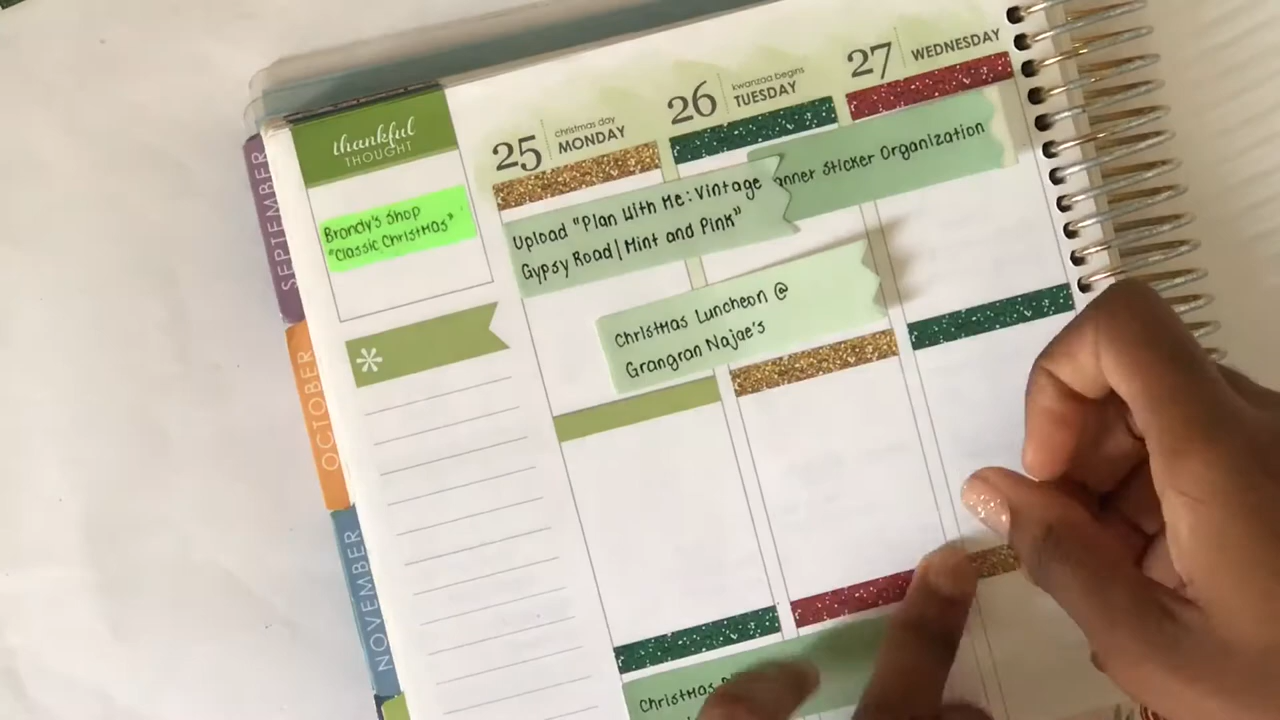 thankful
THOUGHT
Brandy's Shop
"Classic Christmas"
*
SEPTEMBER
OCTOBER
NOVEMBER
25 christmas day
MONDAY
26 kwanzaa begins
TUESDAY
27 WEDNESDAY
Upload "Plan With Me: Vintage
Gypsy Road | Mint and Pink"
Sticker Organization
Christmas Luncheon @
Grangran Najae's
Christmas